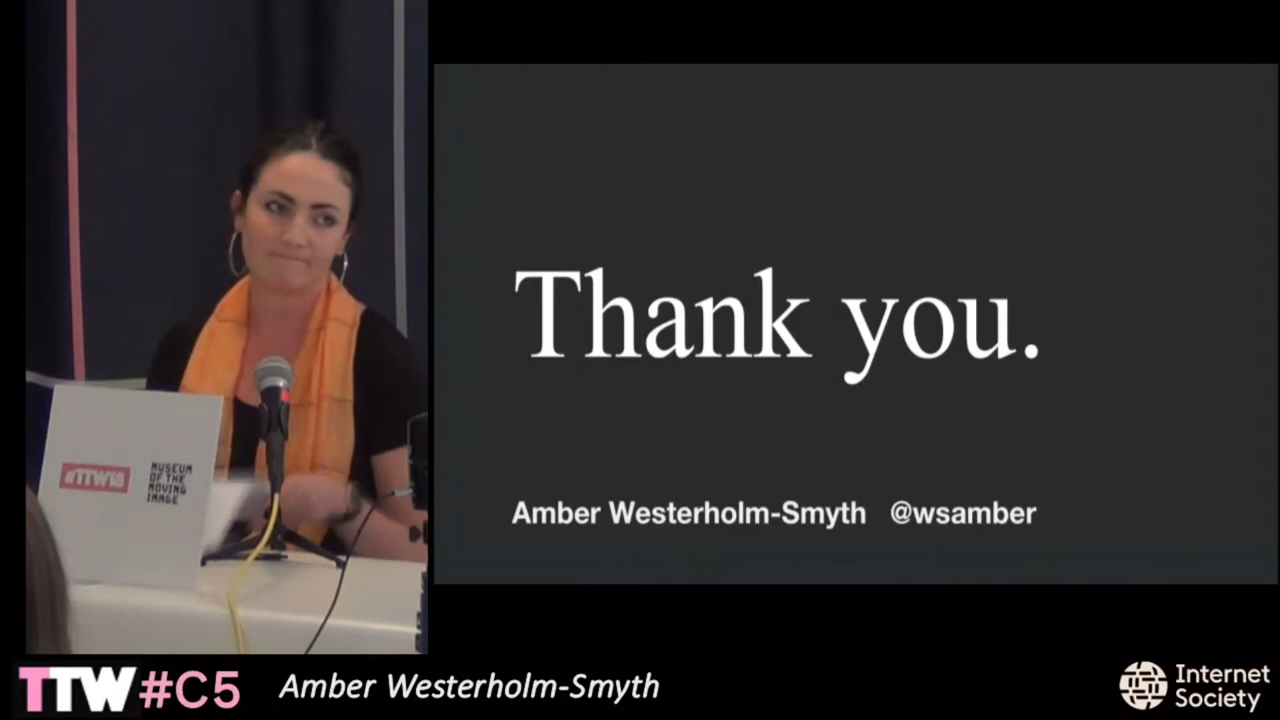 Thank you.
Amber Westerholm-Smyth @wsamber
#TTW18
MUSEUM
OF THE
MOVING
IMAGE
TTW #C5
Amber Westerholm-Smyth
Internet
Society